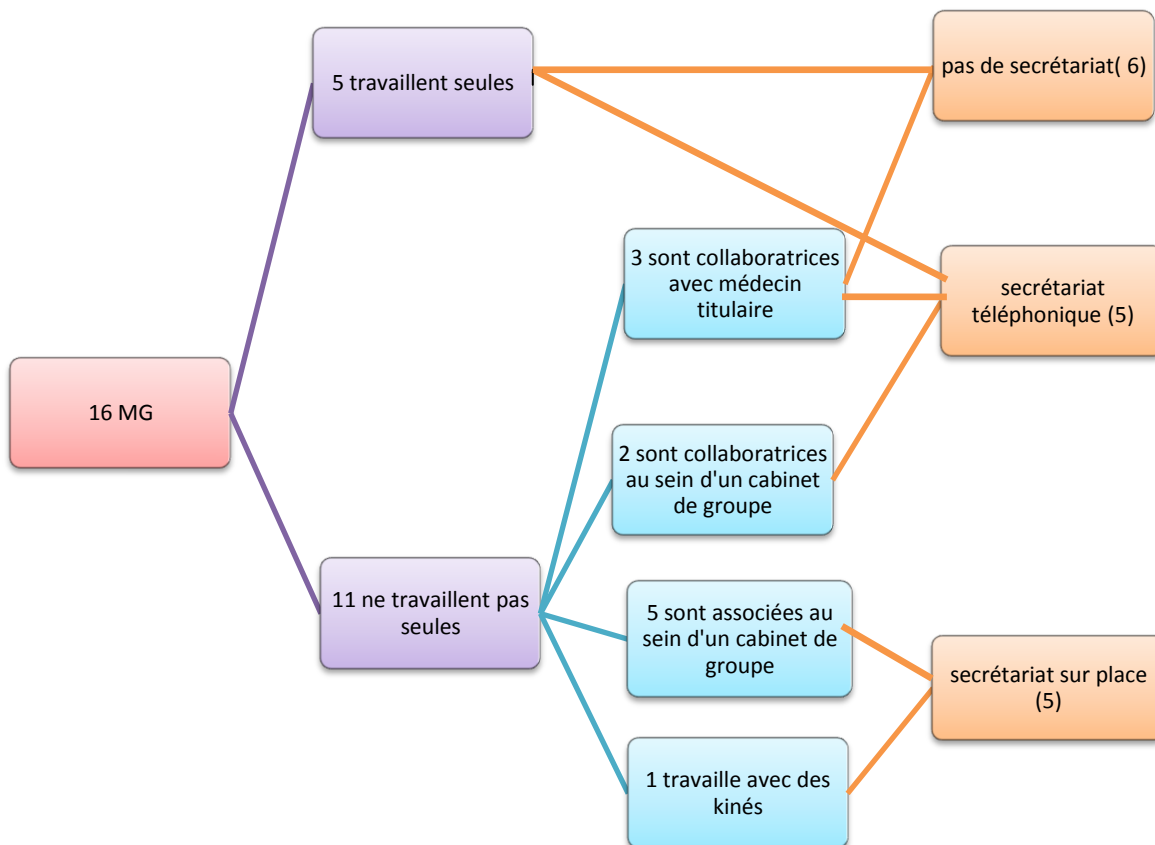 5 travaillent seules
pas de secrétariat( 6)
3 sont collaboratrices
avec médecin
titulaire
secrétariat
téléphonique (5)
16 MG
2 sont collaboratrices
au sein d'un cabinet
de groupe
11 ne travaillent pas
seules
5 sont associées au
sein d'un cabinet de
groupe
secrétariat sur place
(5)
1 travaille avec des
kinés